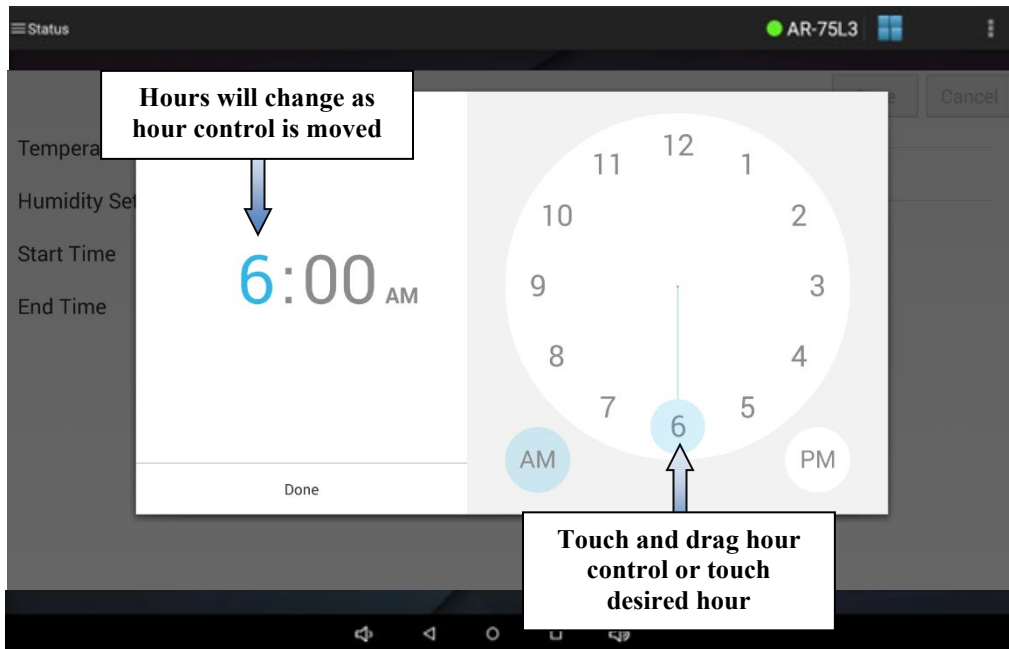 Status
AR-75L3
Cancel
Hours will change as
hour control is moved
Humidity Set
Start Time
End Time
6:00 AM
12
11
1
10
2
9
3
8
4
7
5
6
AM
PM
Done
Touch and drag hour
control or touch
desired hour